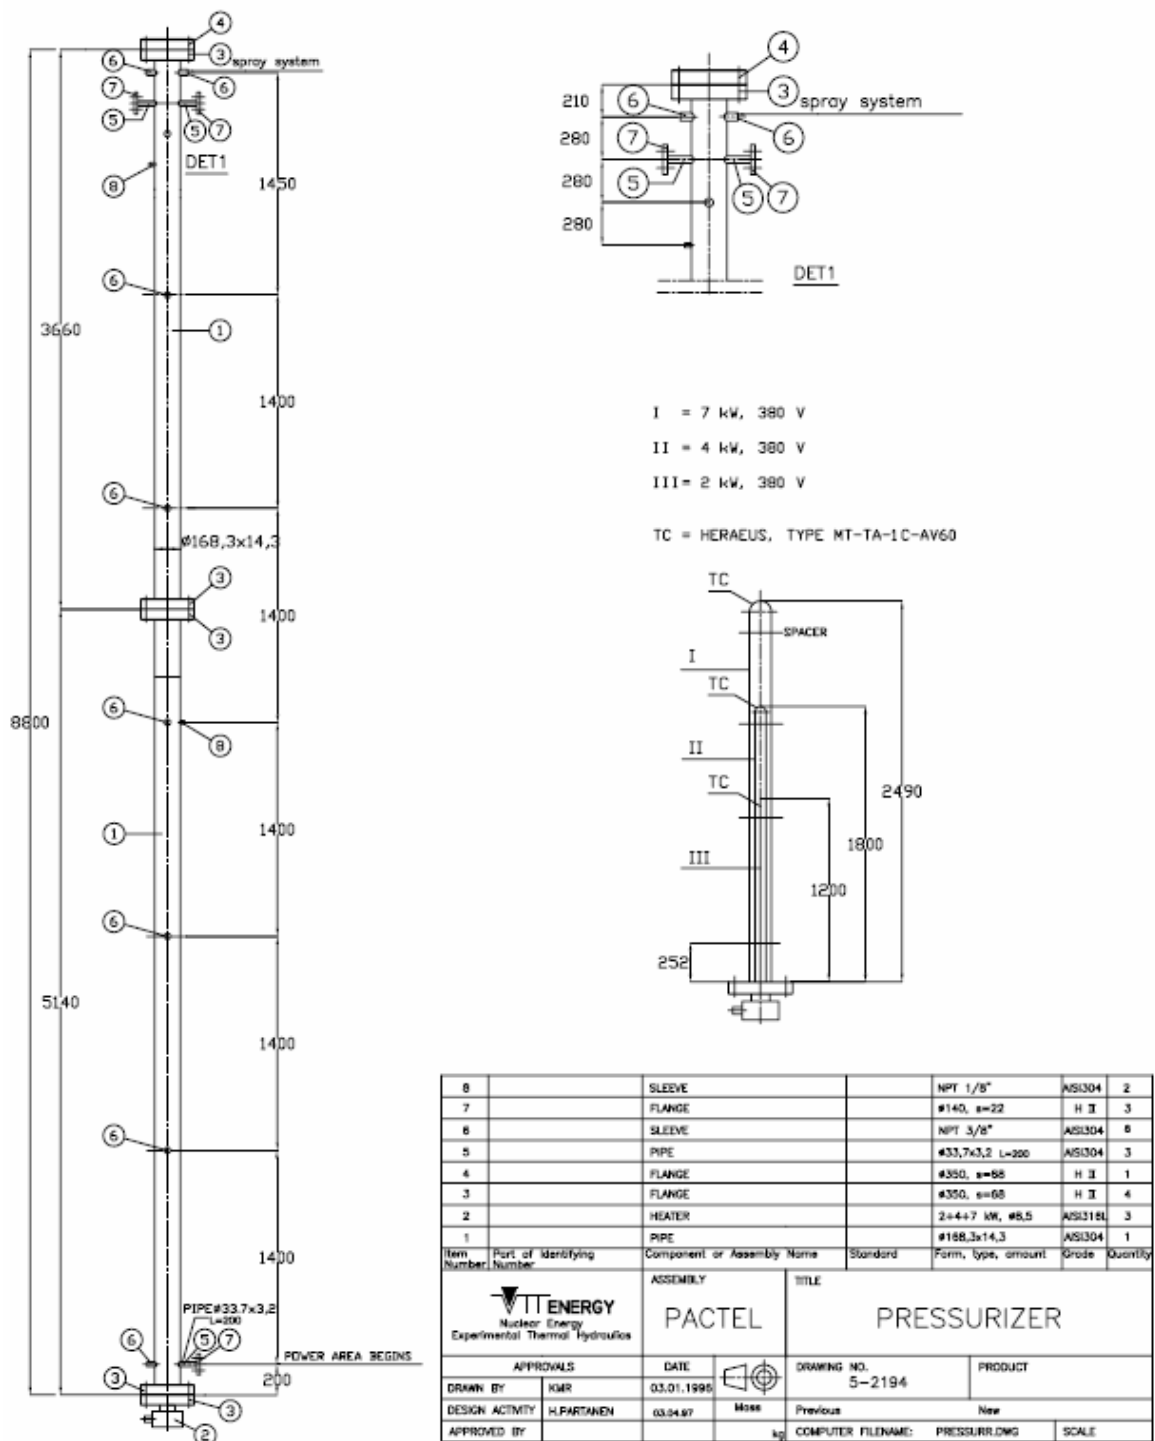 4
3
spray system
6
6
7
5
5
7
DET1
8
1450
6
3660
1
1400
6
ø168,3x14,3
3
1400
3
6
8800
8
1400
1
6
5140
1400
6
1400
PIPEø33.7x3,2
L=200
6
5
7
POWER AREA BEGINS
3
200
3
2
4
3
210
6
spray system
6
280
7
280
5
5
7
280
DET1
I = 7 kW, 380 V
II = 4 kW, 380 V
III= 2 kW, 380 V
TC = HERAEUS, TYPE MT-TA-1C-AV60
TC
SPACER
I
TC
II
TC
2490
1800
III
1200
252
8 SLEEVE NPT 1/8" AISI304 2
7 FLANGE ø140, s=22 H II 3
6 SLEEVE NPT 3/8" AISI304
5 PIPE ø33,7x3,2 L=200 AISI304 3
4 FLANGE ø350, s=68 H II 1
3 FLANGE ø350, s=68 H II 4
2 HEATER 2+4+7 kW, ø8,5 AISI316L 3
1 PIPE ø168,3x14,3 AISI304 1
Item Number Part of Identifying Number Component or Assembly Name Standard Form, type, amount Grade Quantity
VTT ENERGY
Nuclear Energy
Experimental Thermal Hydraulics
ASSEMBLY
PACTEL
TITLE
PRESSURIZER
APPROVALS DATE DRAWING NO. PRODUCT
5-2194
DRAWN BY KMR
DESIGN ACTIVITY H.PARTANEN 03.04.97 Mass Previous New
APPROVED BY kg COMPUTER FILENAME: PRESSURR.DWG SCALE